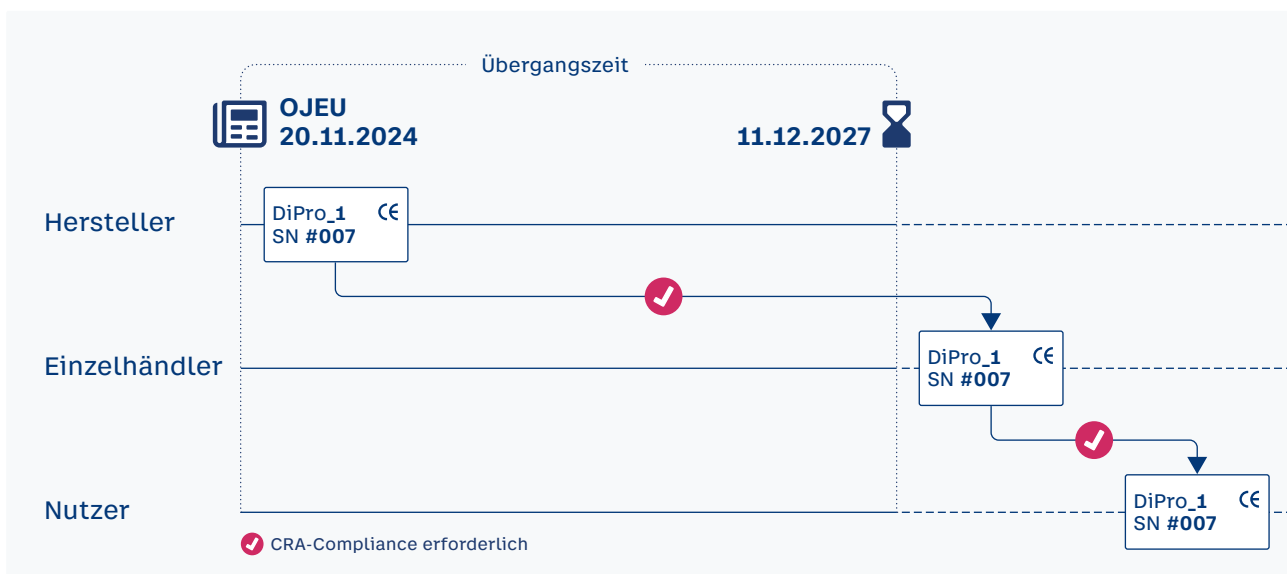 Übergangszeit
OJEU
20.11.2024
11.12.2027
Hersteller
DiPro_1 CE
SN #007
Einzelhändler
DiPro_1 CE
SN #007
Nutzer
DiPro_1 CE
SN #007
CRA-Compliance erforderlich